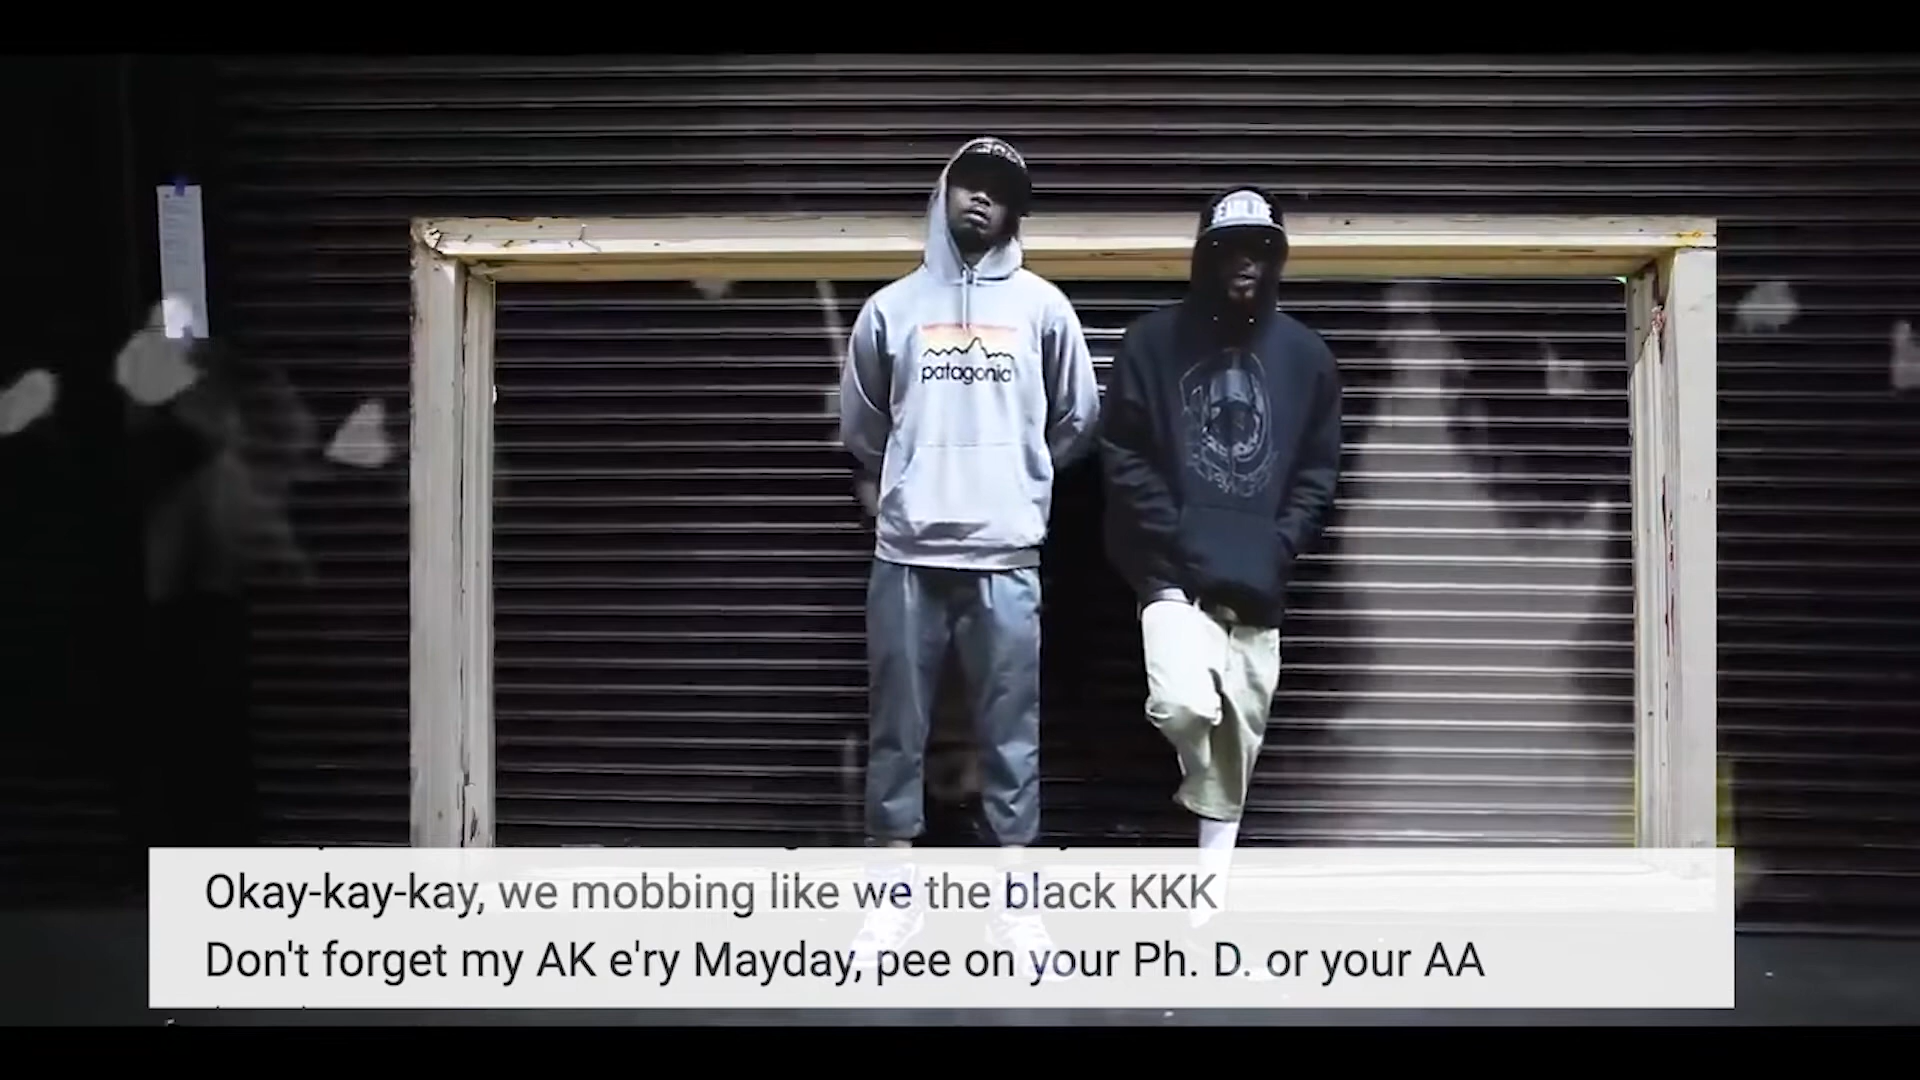 patagonia
Okay-kay-kay, we mobbing like we the black KKK
Don't forget my AK e'ry Mayday, pee on your Ph. D. or your AA